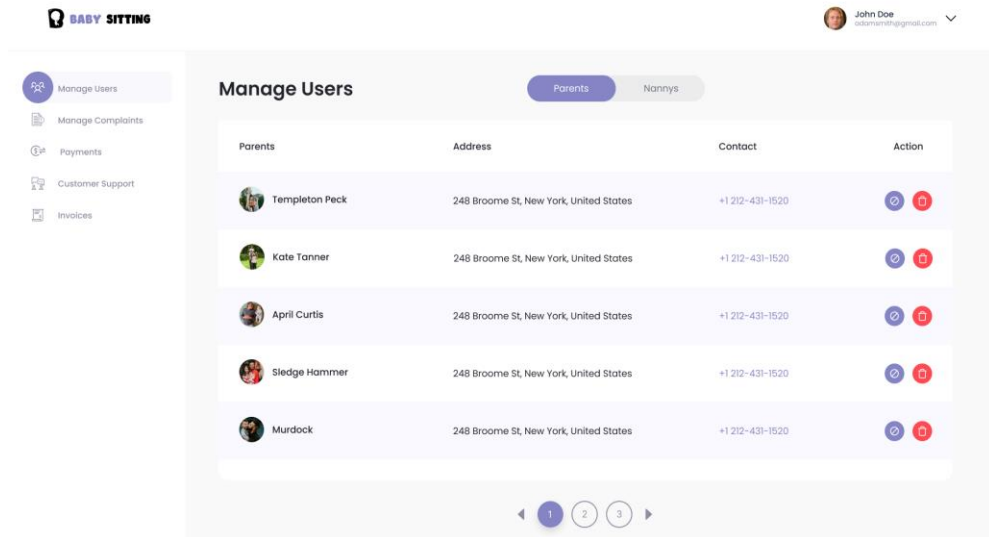 BABY SITTING
John Doe
adamsmith@gmail.com
Manage Users
Manage Complaints
Payments
Customer Support
Invoices
Manage Users
Parents Nannys
Parents Address Contact Action
Templeton Peck 248 Broome St, New York, United States +1 212-431-1520
Kate Tanner 248 Broome St, New York, United States +1 212-431-1520
April Curtis 248 Broome St, New York, United States +1 212-431-1520
Sledge Hammer 248 Broome St, New York, United States +1 212-431-1520
Murdock 248 Broome St, New York, United States +1 212-431-1520
1 2 3